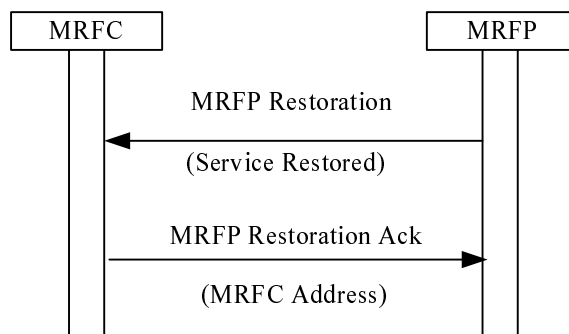 MRFC
MRFP
MRFP Restoration
(Service Restored)
MRFP Restoration Ack
(MRFC Address)